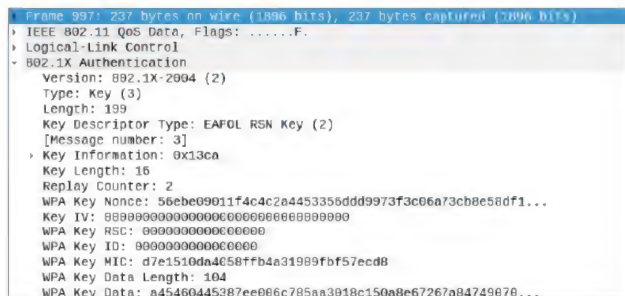 Frame 997: 237 bytes on wire (1896 bits), 237 bytes captured (1896 bits)
IEEE 802.11 QoS Data, Flags: ......F.
Logical-Link Control
802.1X Authentication
Version: 802.1X-2004 (2)
Type: Key (3)
Length: 199
Key Descriptor Type: EAPOL RSN Key (2)
[Message number: 3]
Key Information: 0x13ca
Key Length: 16
Replay Counter: 2
WPA Key Nonce: 56ebe09011f4c4c2a4453356ddd9973f3c06a73cb8e58df1...
Key IV: 00000000000000000000000000000000
WPA Key RSC: 0000000000000000
WPA Key ID: 0000000000000000
WPA Key MIC: d7e1510da4058ffb4a31989fbf57ecd8
WPA Key Data Length: 104
WPA Key Data: a45460445387ee006c785aa3018c150a8e67267a84749070...